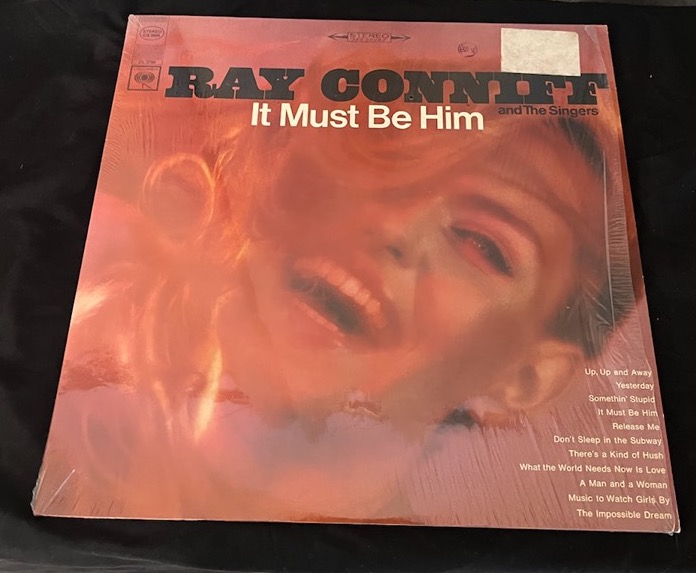 STEREO
RAY CONNIFF
and The Singers
It Must Be Him
Up, Up and Away
Yesterday
Somethin' Stupid
It Must Be Him
Release Me
Don't Sleep in the Subway
There's a Kind of Hush
What the World Needs Now Is Love
A Man and a Woman
Music to Watch Girls By
The Impossible Dream